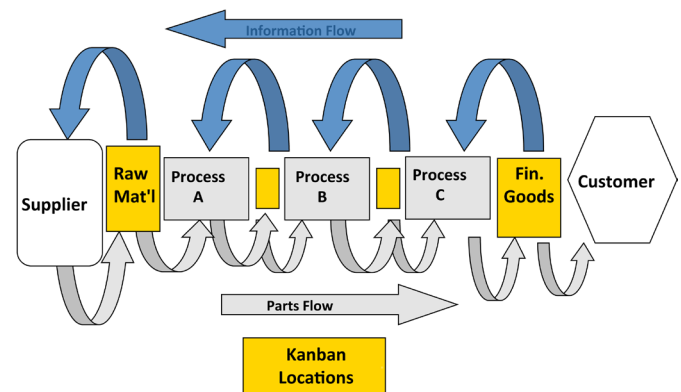 Information Flow
Supplier
Raw
Mat'l
Process
A
Process
B
Process
C
Fin.
Goods
Customer
Parts Flow
Kanban
Locations